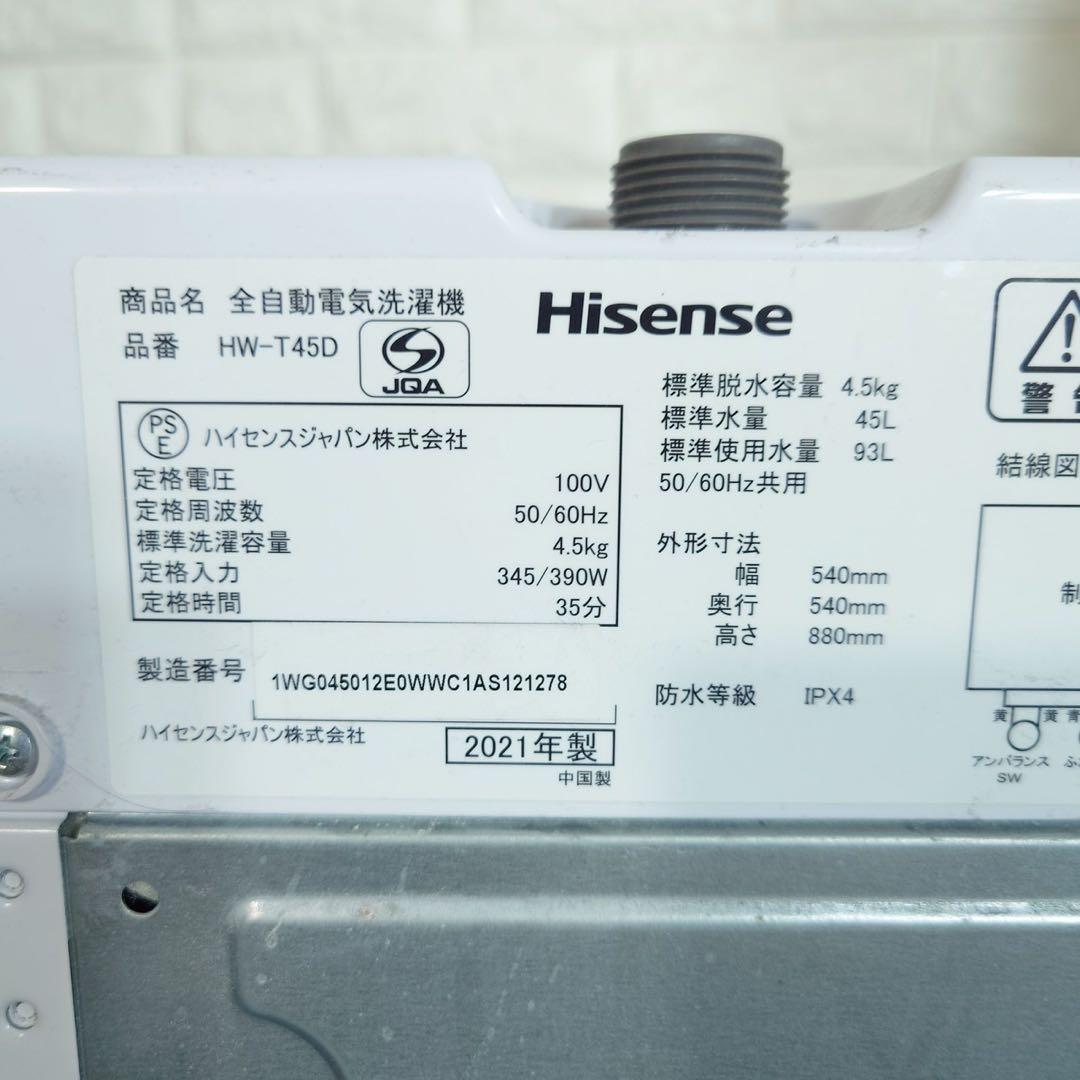 商品名 全自動電気洗濯機
品番 HW-T45D
JQA
Hisense
PS
E
ハイセンスジャパン株式会社
定格電圧 100V
定格周波数 50/60Hz
標準洗濯容量 4.5kg
定格入力 345/390W
定格時間 35分
製造番号 1WG045012E0WWC1AS121278
ハイセンスジャパン株式会社
2021年製
中国製
標準脱水容量 4.5kg
標準水量 45L
標準使用水量 93L
50/60Hz共用
外形寸法
幅 540mm
奥行 540mm
高さ 880mm
防水等級 IPX4
警告
結線図
制
黄 黄 青
アンバランス ふ
SW